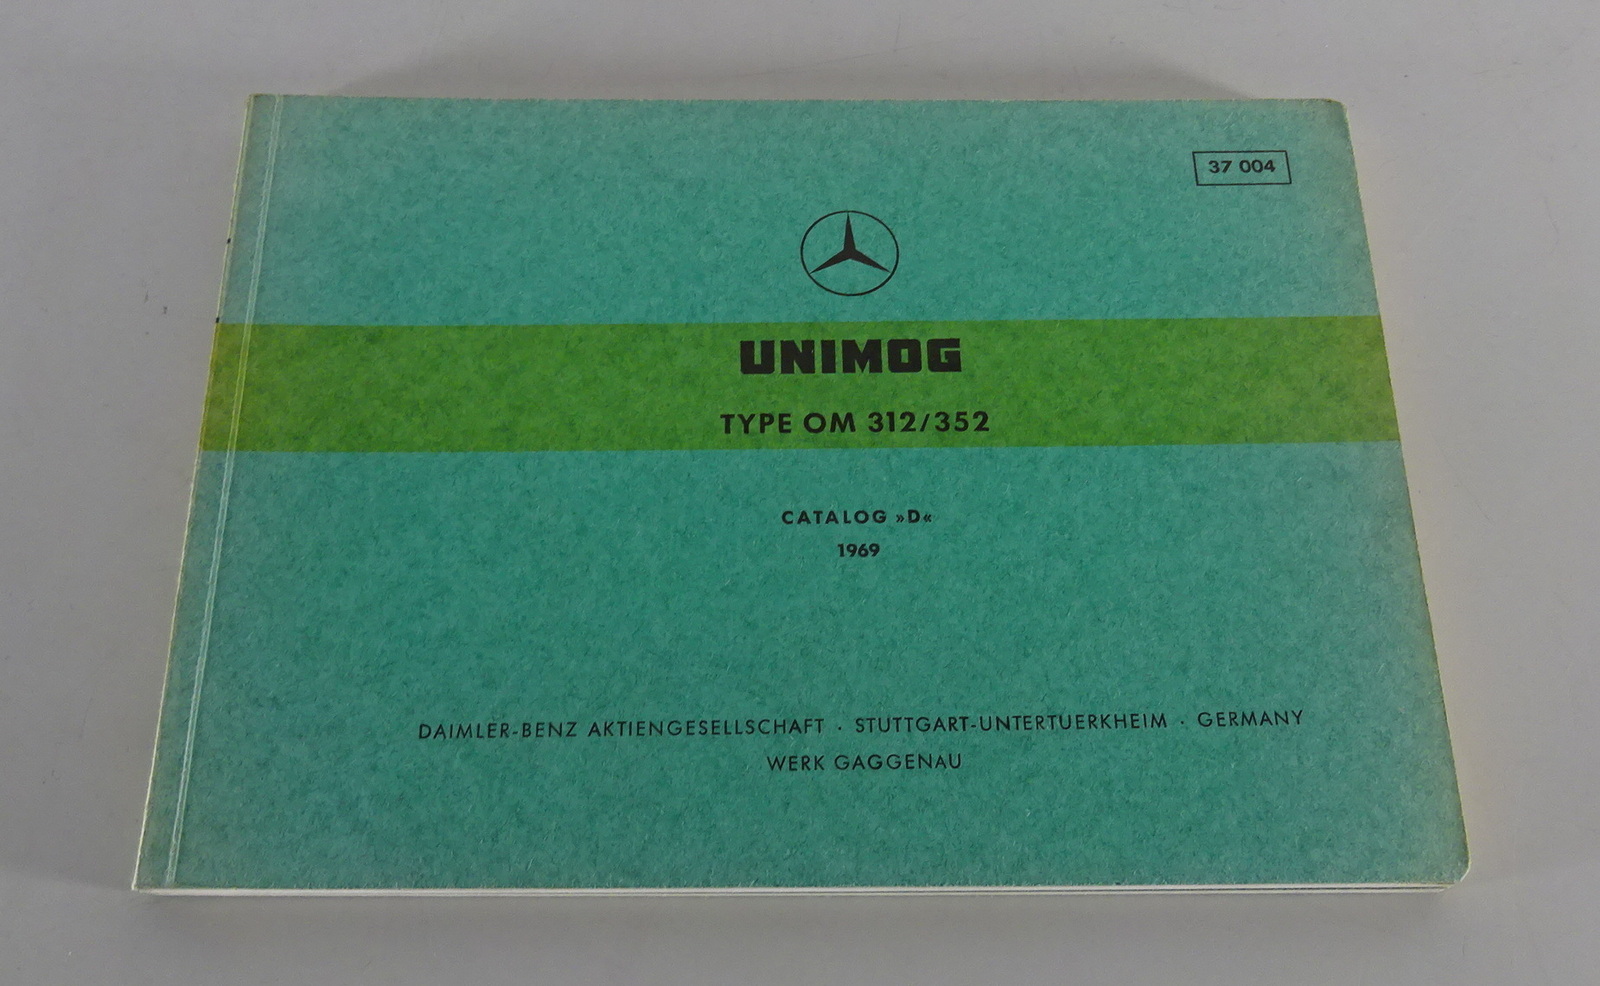 37 004
UNIMOG
TYPE OM 312/352
CATALOG »D«
1969
DAIMLER-BENZ AKTIENGESELLSCHAFT · STUTTGART-UNTERTUERKHEIM · GERMANY
WERK GAGGENAU